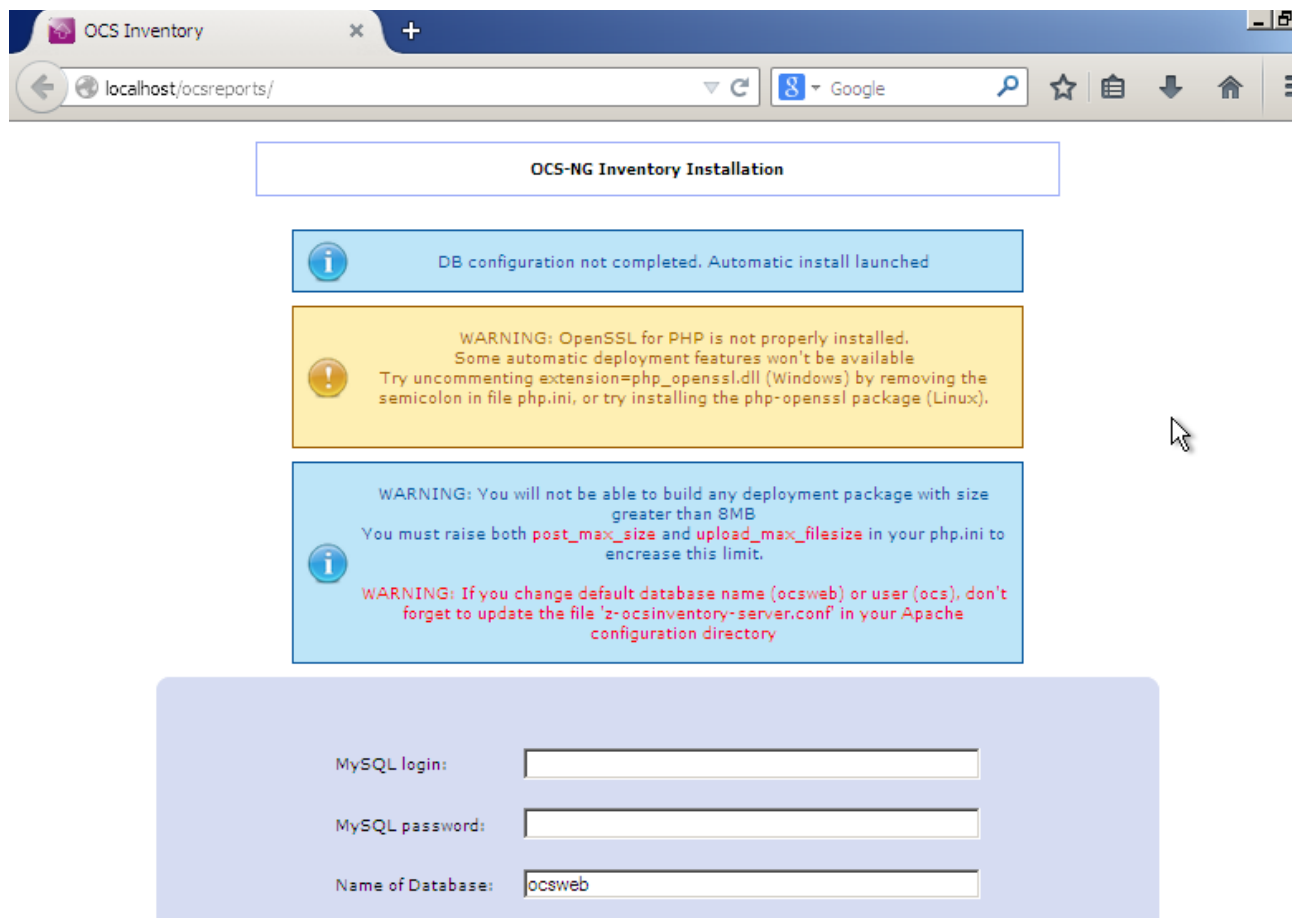 OCS Inventory
localhost/ocsreports/
Google
OCS-NG Inventory Installation
DB configuration not completed. Automatic install launched
WARNING: OpenSSL for PHP is not properly installed.
Some automatic deployment features won't be available
Try uncommenting extension=php_openssl.dll (Windows) by removing the
semicolon in file php.ini, or try installing the php-openssl package (Linux).
WARNING: You will not be able to build any deployment package with size
greater than 8MB
You must raise both post_max_size and upload_max_filesize in your php.ini to
encrease this limit.
WARNING: If you change default database name (ocsweb) or user (ocs), don't
forget to update the file 'z-ocsinventory-server.conf' in your Apache
configuration directory
MySQL login:
MySQL password:
Name of Database: ocsweb